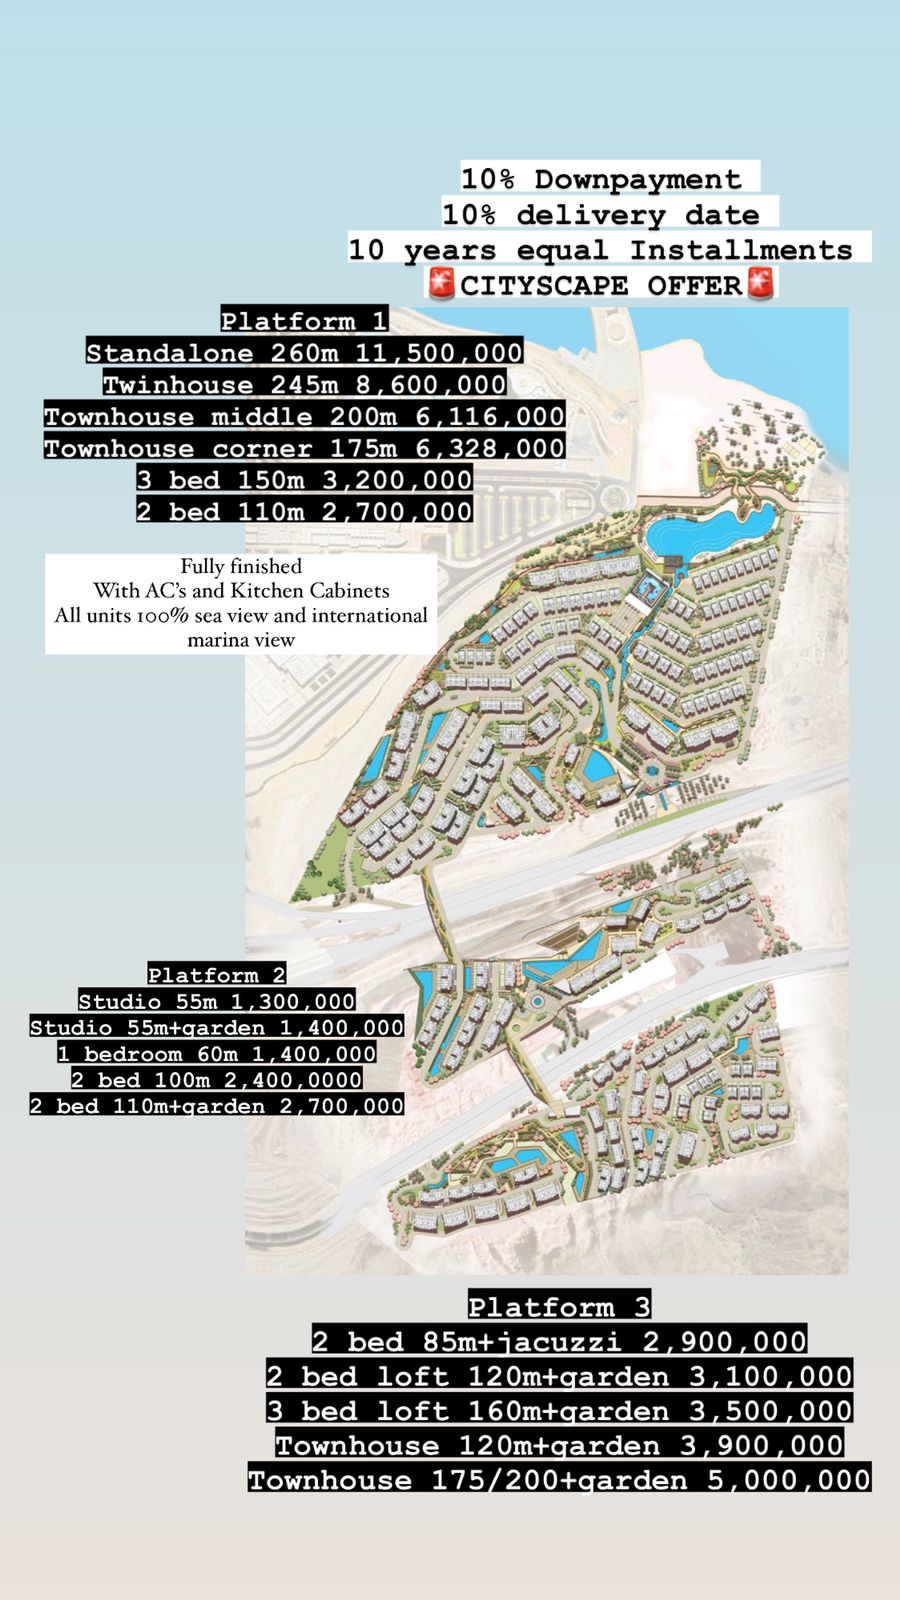 10% Downpayment
10% delivery date
10 years equal Installments
🚨CITYSCAPE OFFER🚨
Platform 1
Standalone 260m 11,500,000
Twinhouse 245m 8,600,000
Townhouse middle 200m 6,116,000
Townhouse corner 175m 6,328,000
3 bed 150m 3,200,000
2 bed 110m 2,700,000
Fully finished
With AC's and Kitchen Cabinets
All units 100% sea view and international
marina view
Platform 2
Studio 55m 1,300,000
Studio 55m+garden 1,400,000
1 bedroom 60m 1,400,000
2 bed 100m 2,400,0000
2 bed 110m+garden 2,700,000
Platform 3
2 bed 85m+jacuzzi 2,900,000
2 bed loft 120m+garden 3,100,000
3 bed loft 160m+garden 3,500,000
Townhouse 120m+garden 3,900,000
Townhouse 175/200+garden 5,000,000